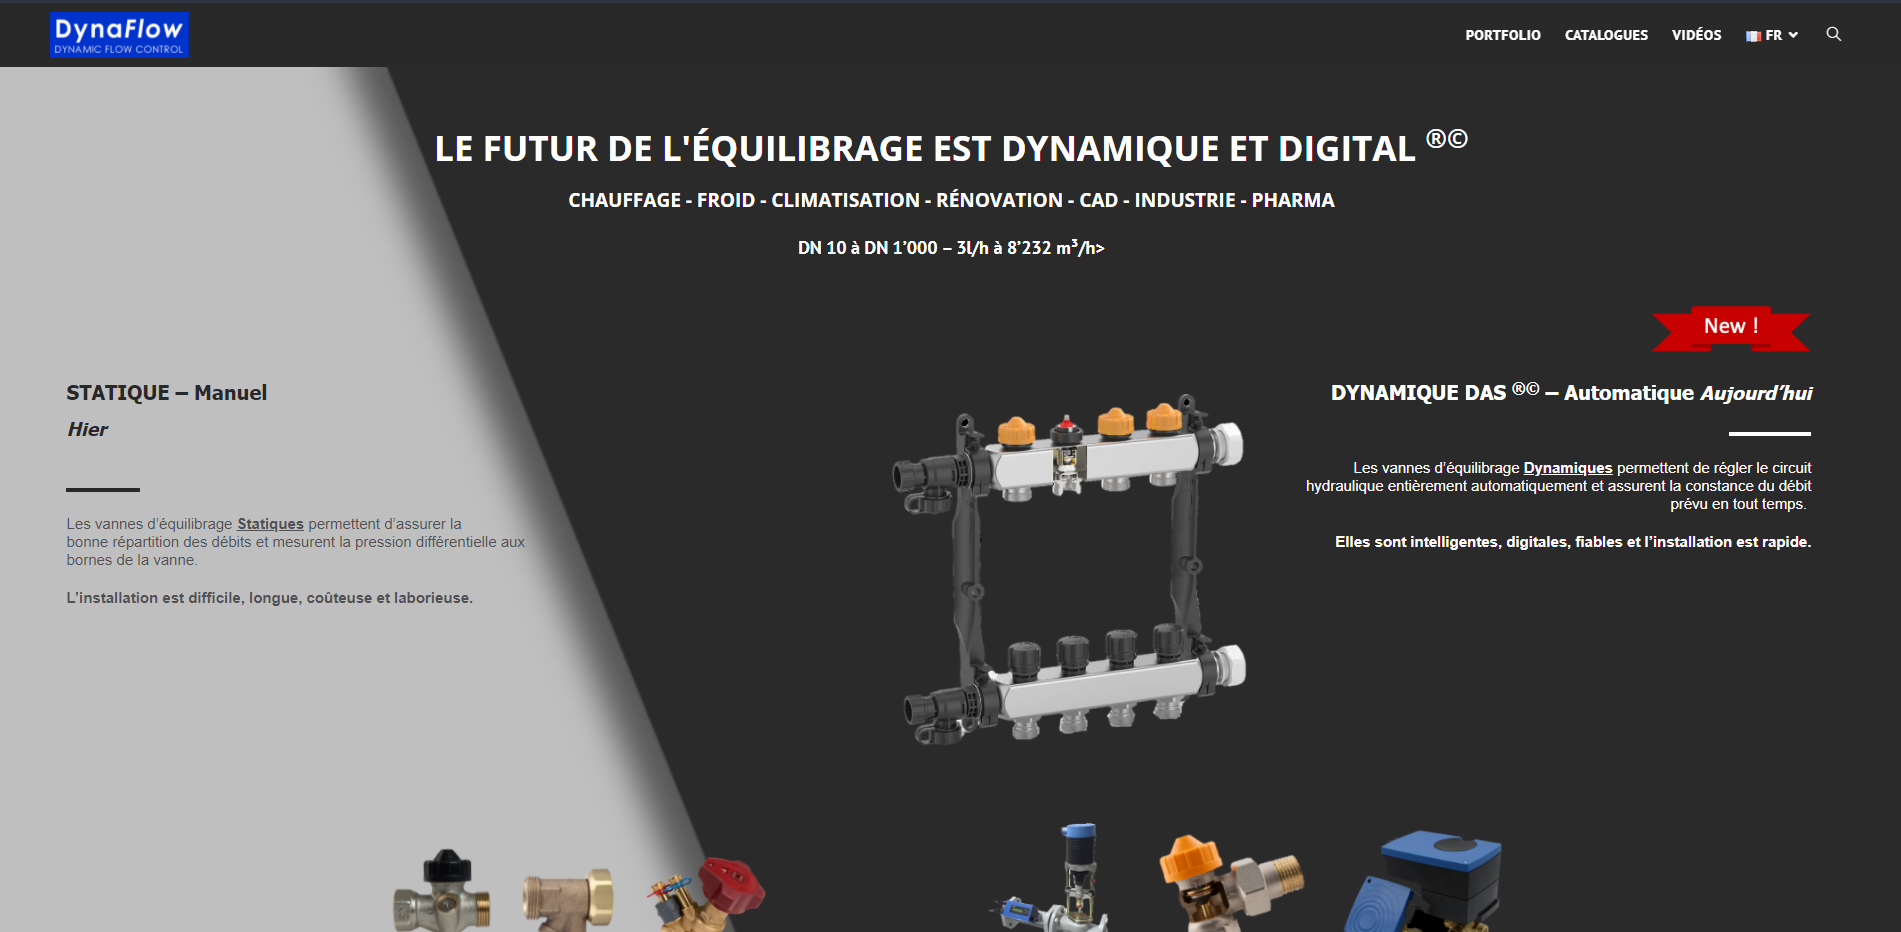 DynaFlow
DYNAMIC FLOW CONTROL
PORTFOLIO CATALOGUES VIDÉOS FR
LE FUTUR DE L'ÉQUILIBRAGE EST DYNAMIQUE ET DIGITAL ®©
CHAUFFAGE - FROID - CLIMATISATION - RÉNOVATION - CAD - INDUSTRIE - PHARMA
DN 10 à DN 1’000 – 3l/h à 8’232 m³/h>
STATIQUE – Manuel
Hier
Les vannes d’équilibrage Statiques permettent d’assurer la
bonne répartition des débits et mesurent la pression différentielle aux
bornes de la vanne.
L’installation est difficile, longue, coûteuse et laborieuse.
New !
DYNAMIQUE DAS ®© – Automatique Aujourd’hui
Les vannes d’équilibrage Dynamiques permettent de régler le circuit
hydraulique entièrement automatiquement et assurent la constance du débit
prévu en tout temps.
Elles sont intelligentes, digitales, fiables et l’installation est rapide.